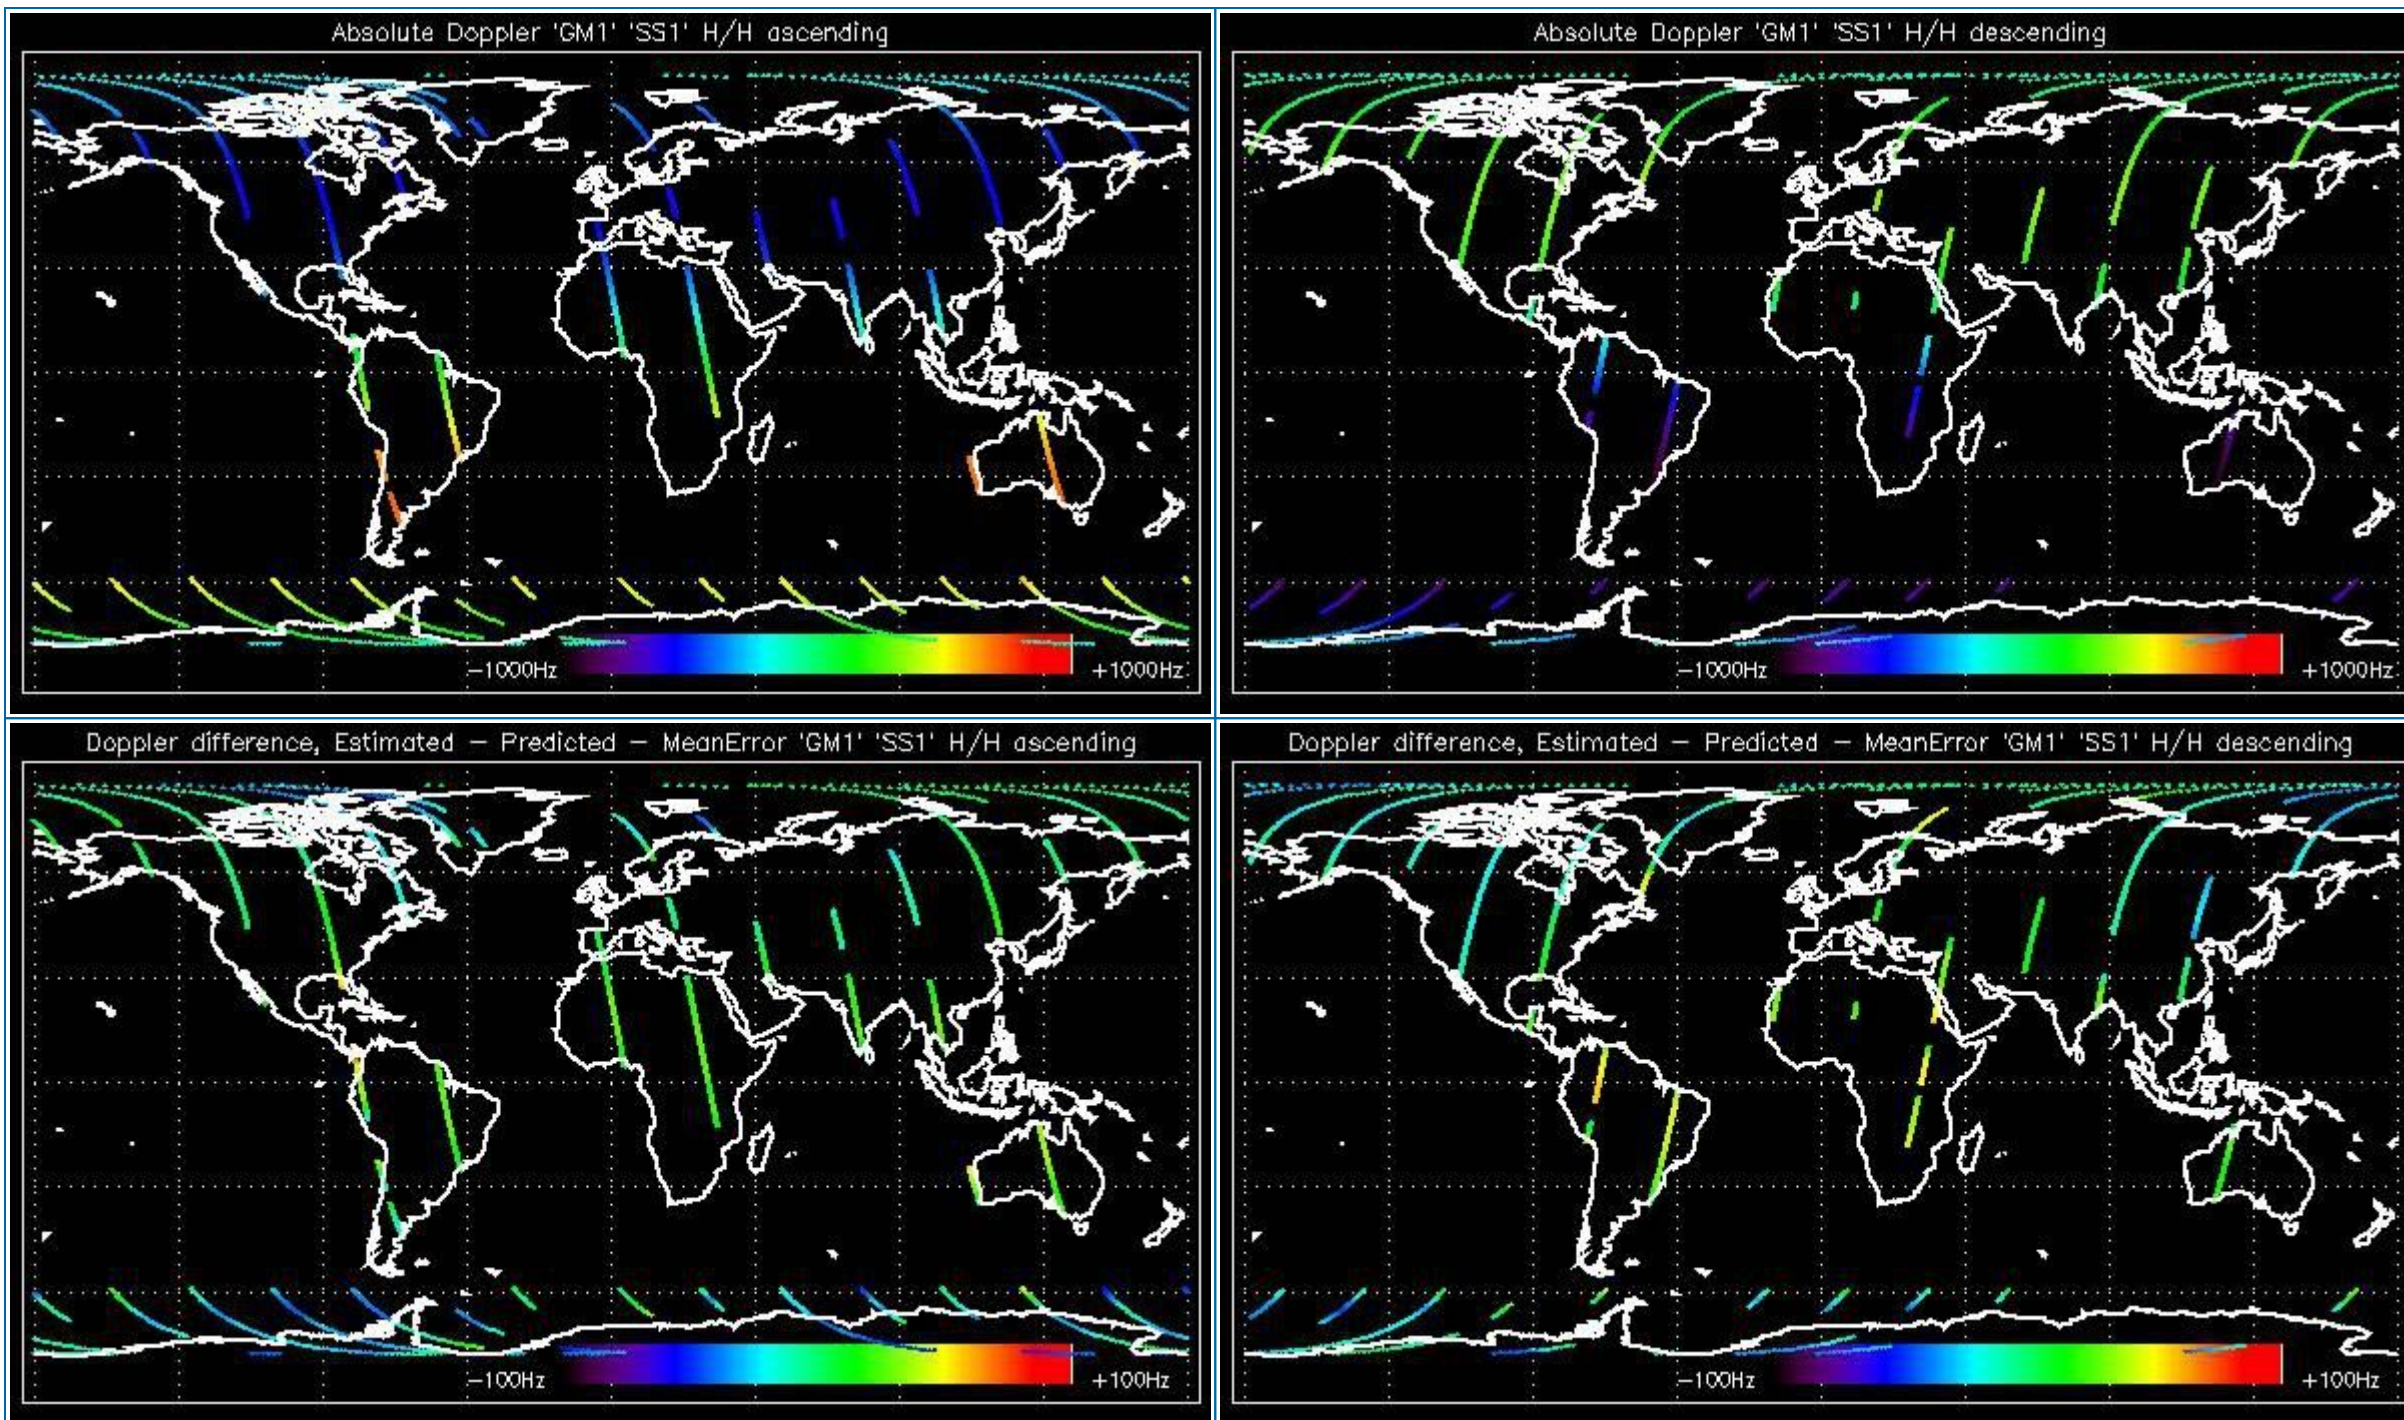 Absolute Doppler 'GM1' 'SS1' H/H ascending
-1000Hz
+1000Hz
Absolute Doppler 'GM1' 'SS1' H/H descending
-1000Hz
+1000Hz
Doppler difference, Estimated - Predicted - MeanError 'GM1' 'SS1' H/H ascending
-100Hz
+100Hz
Doppler difference, Estimated - Predicted - MeanError 'GM1' 'SS1' H/H descending
-100Hz
+100Hz